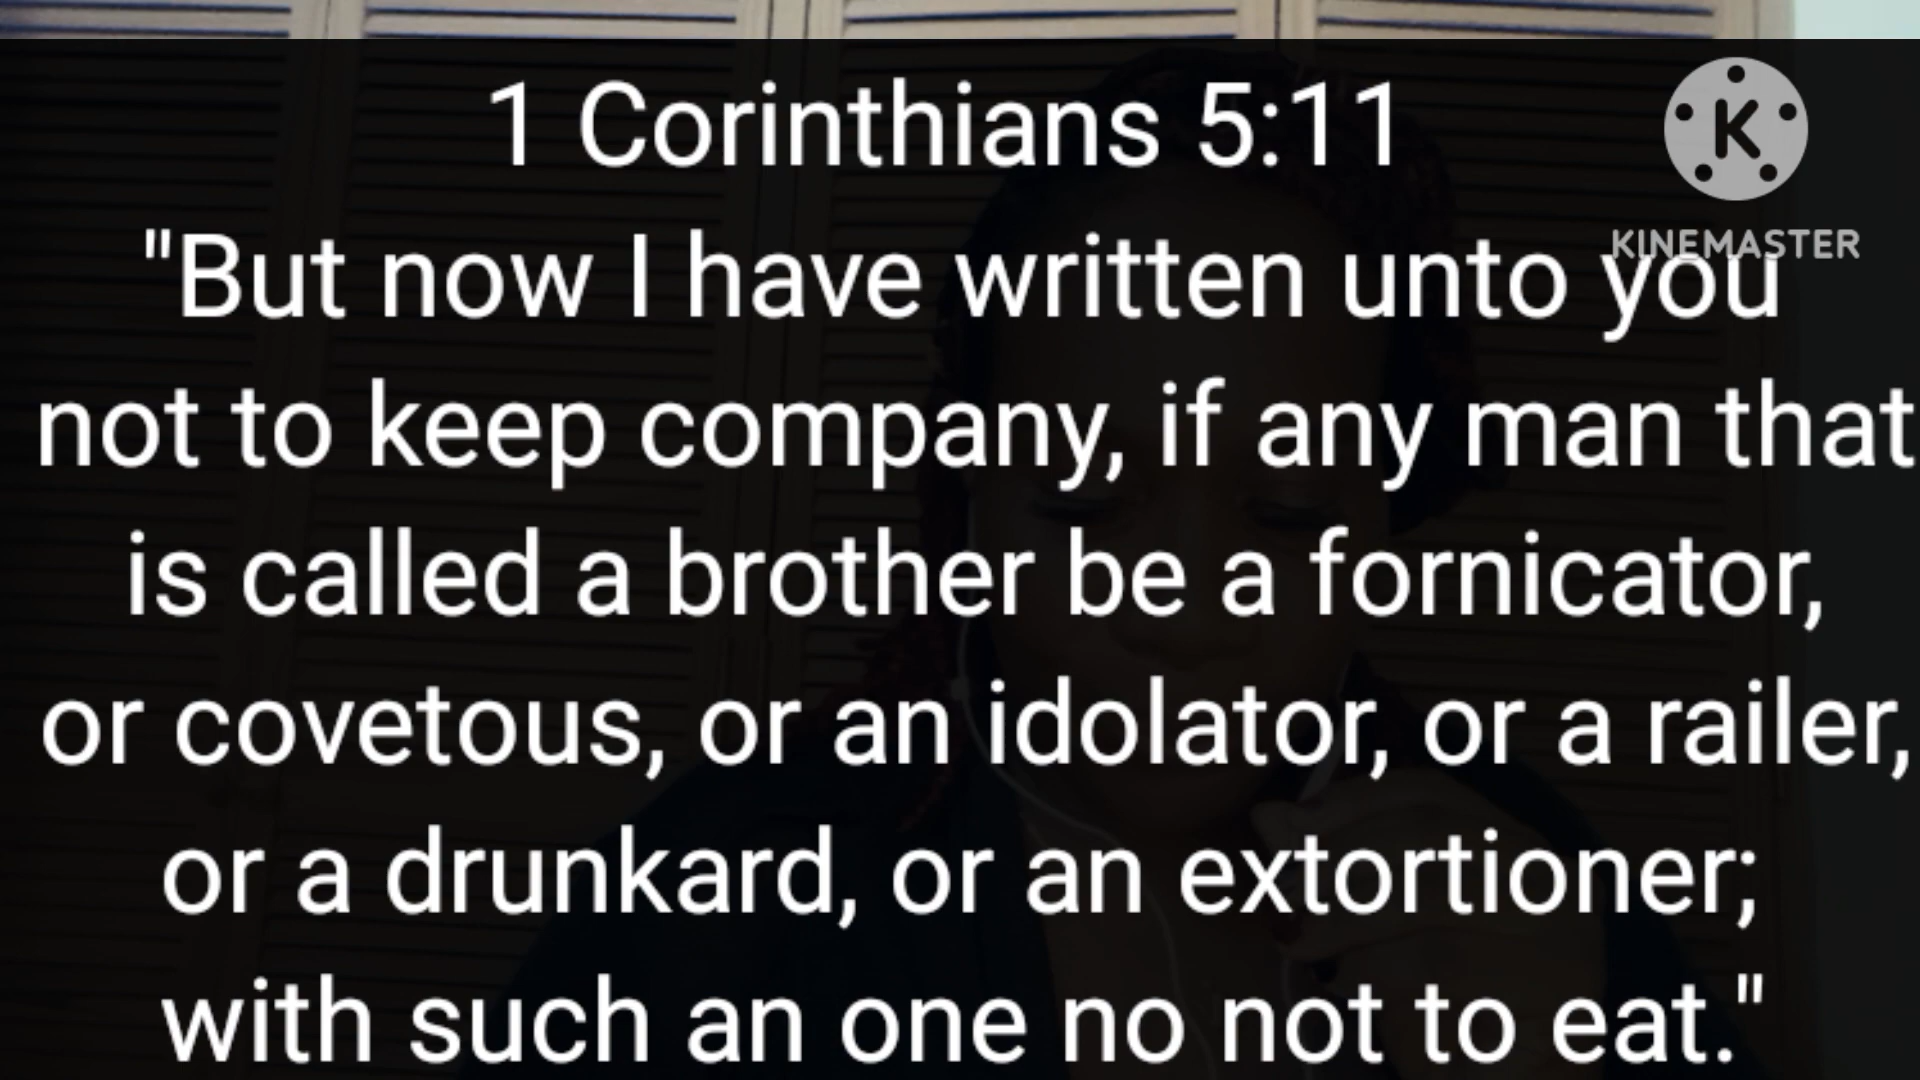 1 Corinthians 5:11
KINEMASTER
"But now I have written unto you
not to keep company, if any man that
is called a brother be a fornicator,
or covetous, or an idolator, or a railer,
or a drunkard, or an extortioner;
with such an one no not to eat."